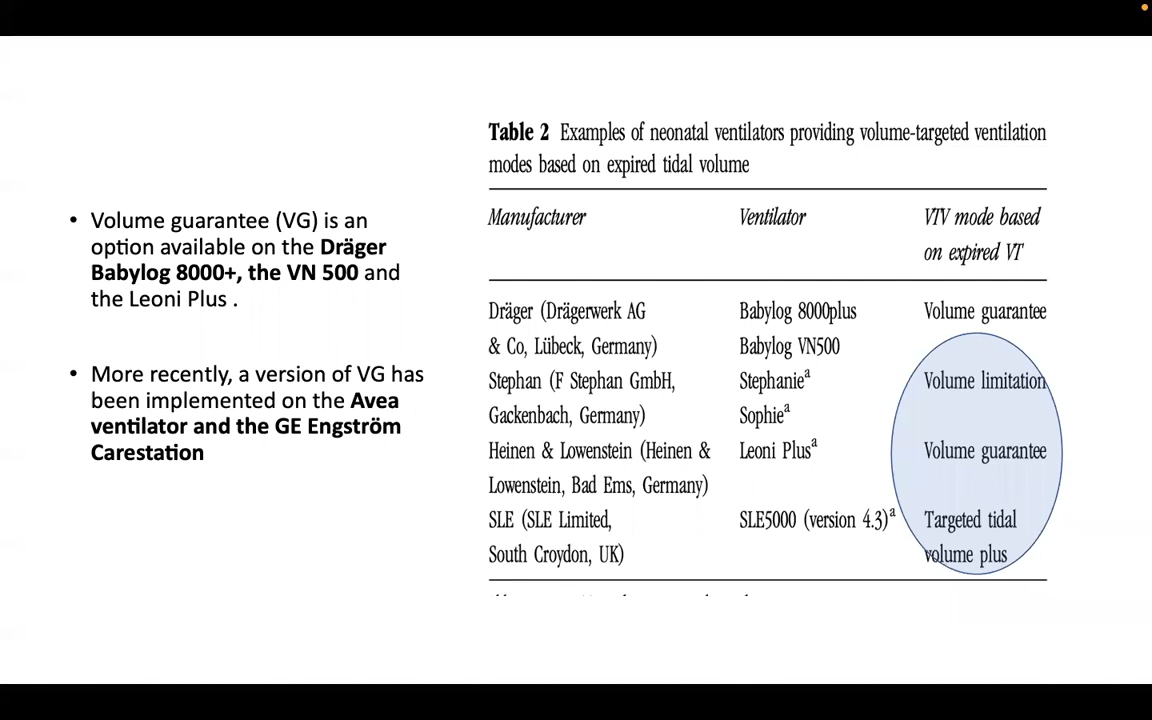 • Volume guarantee (VG) is an
option available on the Dräger
Babylog 8000+, the VN 500 and
the Leoni Plus .
• More recently, a version of VG has
been implemented on the Avea
ventilator and the GE Engström
Carestation
Table 2 Examples of neonatal ventilators providing volume-targeted ventilation
modes based on expired tidal volume
Manufacturer Ventilator VTV mode based
on expired VT
Dräger (Drägerwerk AG Babylog 8000plus Volume guarantee
& Co, Lübeck, Germany) Babylog VN500
Stephan (F Stephan GmbH, Stephanieᵃ Volume limitation
Gackenbach, Germany) Sophieᵃ
Heinen & Lowenstein (Heinen & Leoni Plusᵃ Volume guarantee
Lowenstein, Bad Ems, Germany)
SLE (SLE Limited, SLE5000 (version 4.3)ᵃ Targeted tidal
South Croydon, UK) volume plus